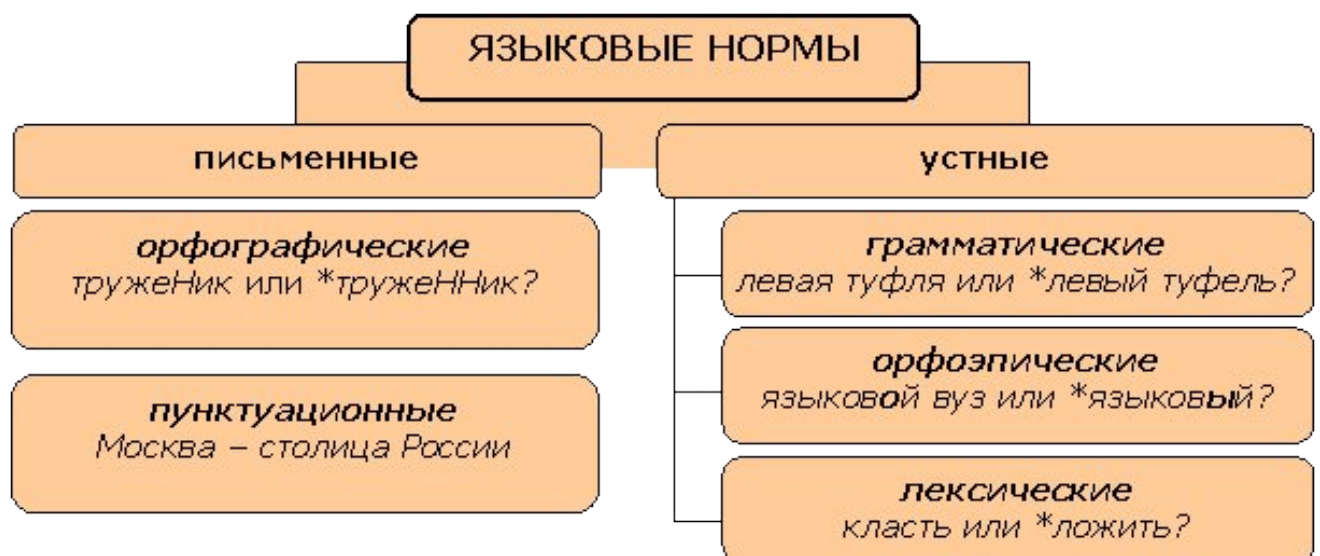 ЯЗЫКОВЫЕ НОРМЫ
письменные
орфографические
тружеНик или *тружеННик?
пунктуационные
Москва – столица России
устные
грамматические
левая туфля или *левый туфель?
орфоэпические
языковой вуз или *языковый?
лексические
класть или *ложить?